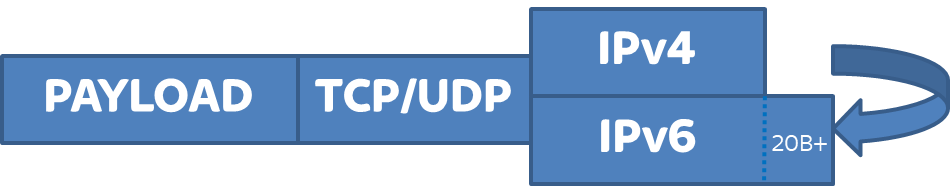 PAYLOAD
TCP/UDP
IPv4
IPv6
20B+